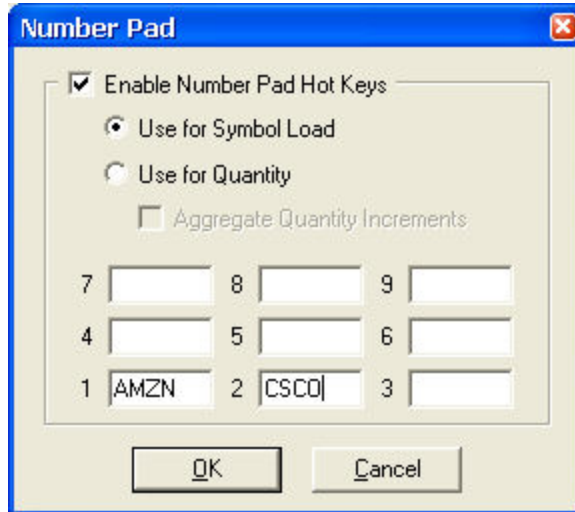 Number Pad
Enable Number Pad Hot Keys
Use for Symbol Load
Use for Quantity
Aggregate Quantity Increments
7 8 9
4 5 6
1 AMZN 2 CSCO 3
OK Cancel